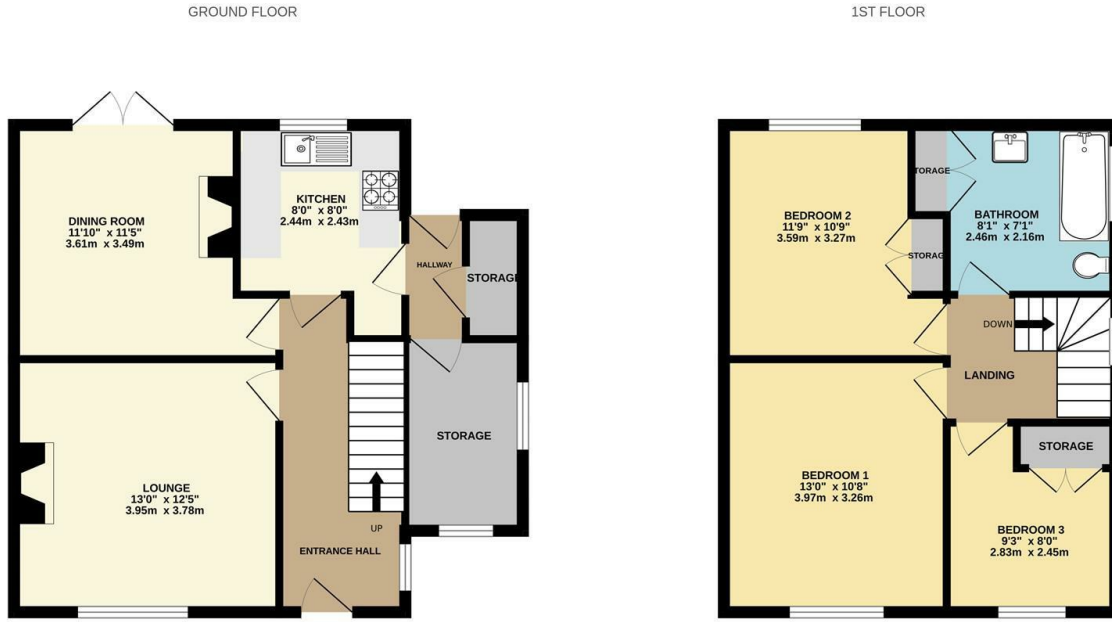 GROUND FLOOR
1ST FLOOR
DINING ROOM
11'10" x 11'5"
3.61m x 3.49m
KITCHEN
8'0" x 8'0"
2.44m x 2.43m
HALLWAY
STORAGE
STORAGE
LOUNGE
13'0" x 12'5"
3.95m x 3.78m
UP
ENTRANCE HALL
BEDROOM 2
11'9" x 10'9"
3.59m x 3.27m
TORAGE
STORAG
BATHROOM
8'1" x 7'1"
2.46m x 2.16m
DOWN
LANDING
BEDROOM 1
13'0" x 10'8"
3.97m x 3.26m
STORAGE
BEDROOM 3
9'3" x 8'0"
2.83m x 2.45m